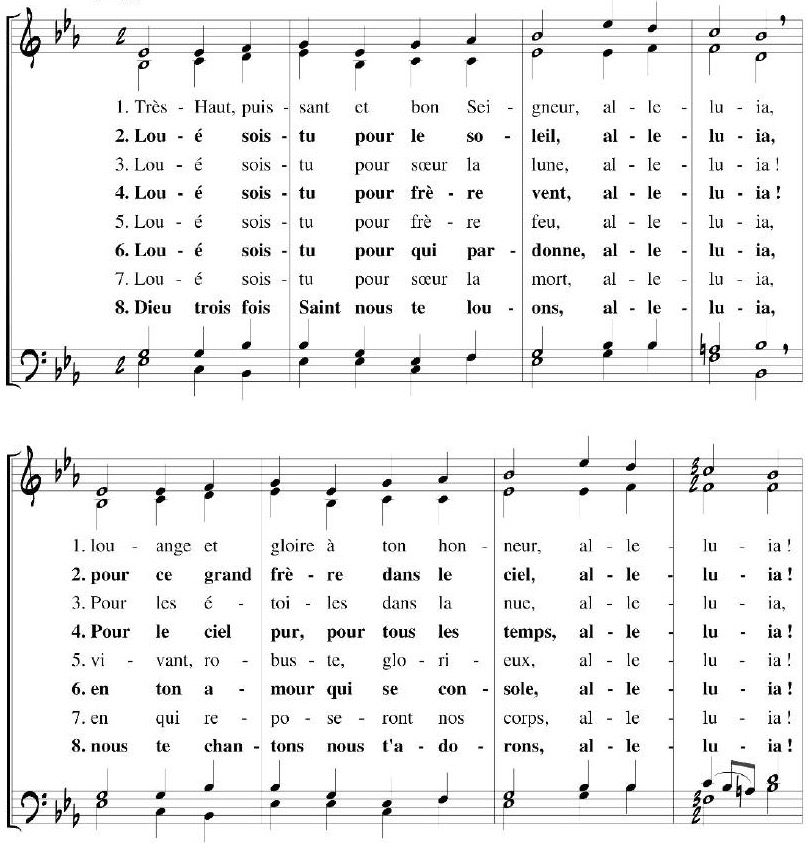 2
1. Très - Haut, puis - sant et bon Sei - gneur, al - le - lu - ia,
2. Lou - é sois - tu pour le so - leil, al - le - lu - ia,
3. Lou - é sois - tu pour sœur la lune, al - le - lu - ia !
4. Lou - é sois - tu pour frè - re vent, al - le - lu - ia !
5. Lou - é sois - tu pour frè - re feu, al - le - lu - ia,
6. Lou - é sois - tu pour qui par - donne, al - le - lu - ia,
7. Lou - é sois - tu pour sœur la mort, al - le - lu - ia,
8. Dieu trois fois Saint nous te lou - ons, al - le - lu - ia,
2
3
2
1. lou - ange et gloire à ton hon - neur, al - le - lu - ia !
2. pour ce grand frè - re dans le ciel, al - le - lu - ia !
3. Pour les é - toi - les dans la nue, al - le - lu - ia,
4. Pour le ciel pur, pour tous les temps, al - le - lu - ia !
5. vi - vant, ro - bus - te, glo - ri - eux, al - le - lu - ia !
6. en ton a - mour qui se con - sole, al - le - lu - ia !
7. en qui re - po - se - ront nos corps, al - le - lu - ia !
8. nous te chan - tons nous t'a - do - rons, al - le - lu - ia !
3
2